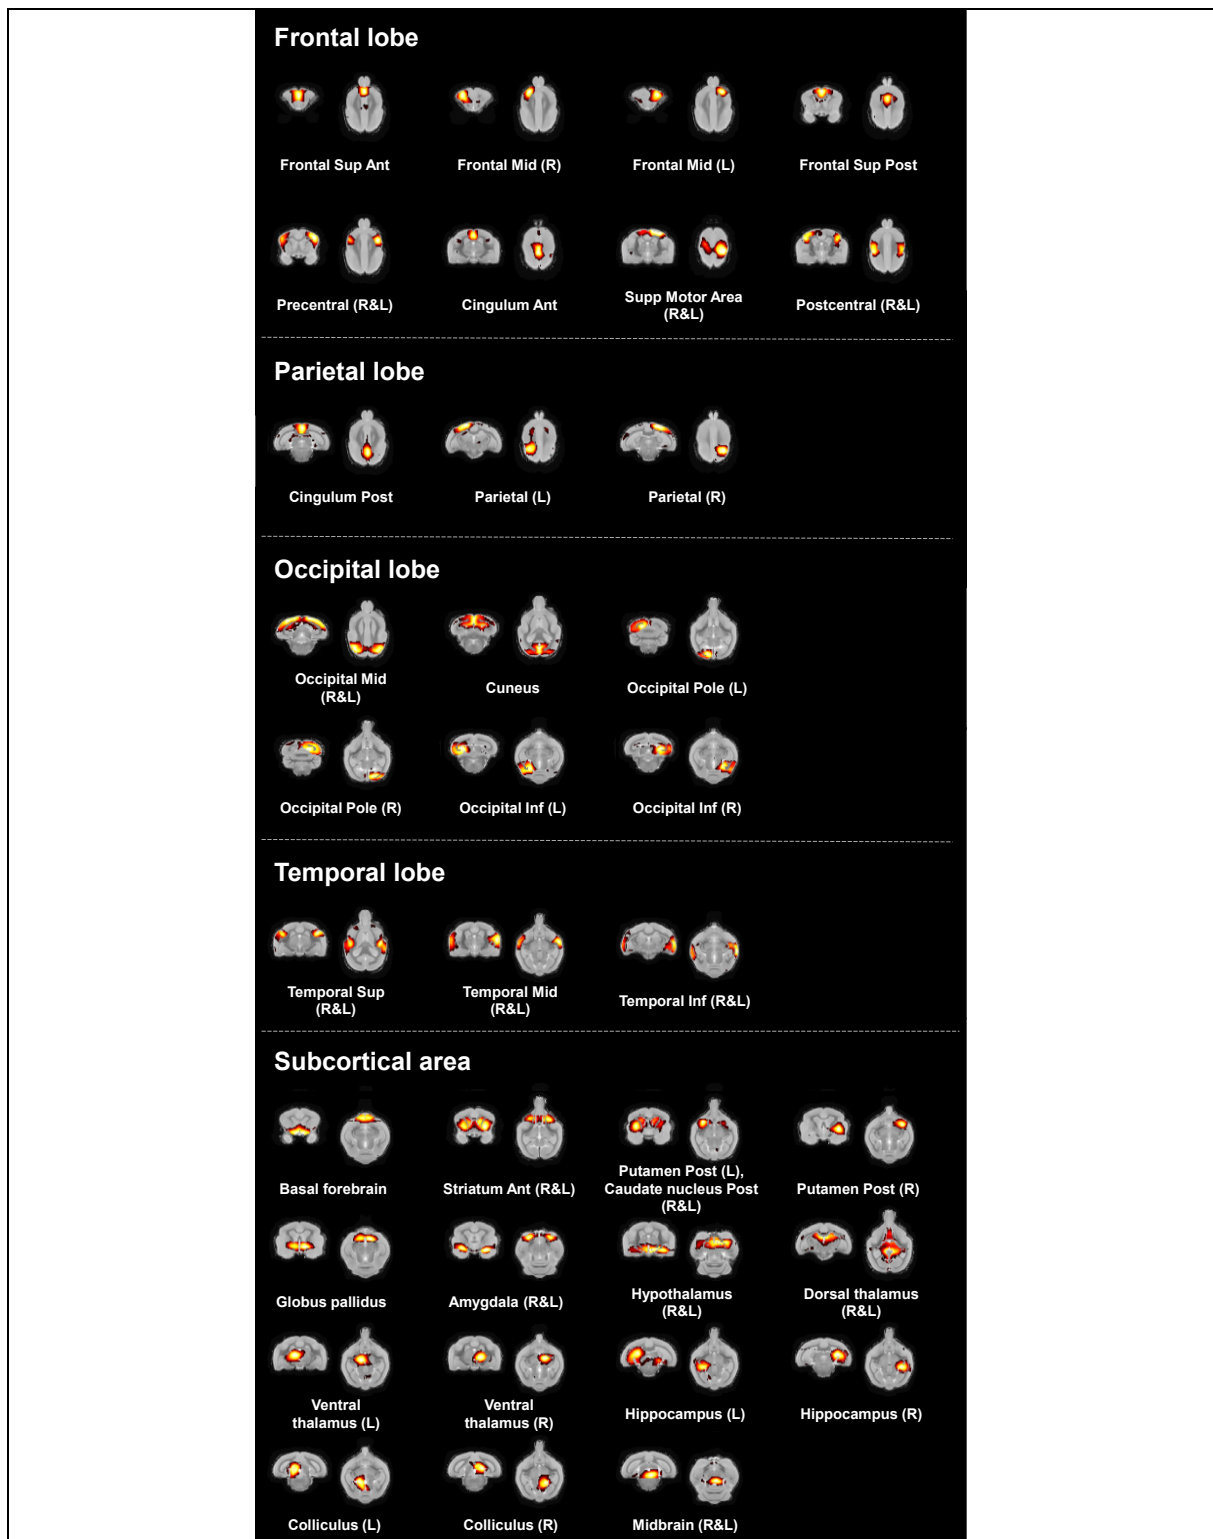 Frontal lobe
Frontal Sup Ant
Frontal Mid (R)
Frontal Mid (L)
Frontal Sup Post
Precentral (R&L)
Cingulum Ant
Supp Motor Area
(R&L)
Postcentral (R&L)
Parietal lobe
Cingulum Post
Parietal (L)
Parietal (R)
Occipital lobe
Occipital Mid
(R&L)
Cuneus
Occipital Pole (L)
Occipital Pole (R)
Occipital Inf (L)
Occipital Inf (R)
Temporal lobe
Temporal Sup
(R&L)
Temporal Mid
(R&L)
Temporal Inf (R&L)
Subcortical area
Basal forebrain
Striatum Ant (R&L)
Putamen Post (L),
Caudate nucleus Post
(R&L)
Putamen Post (R)
Globus pallidus
Amygdala (R&L)
Hypothalamus
(R&L)
Dorsal thalamus
(R&L)
Ventral
thalamus (L)
Ventral
thalamus (R)
Hippocampus (L)
Hippocampus (R)
Colliculus (L)
Colliculus (R)
Midbrain (R&L)